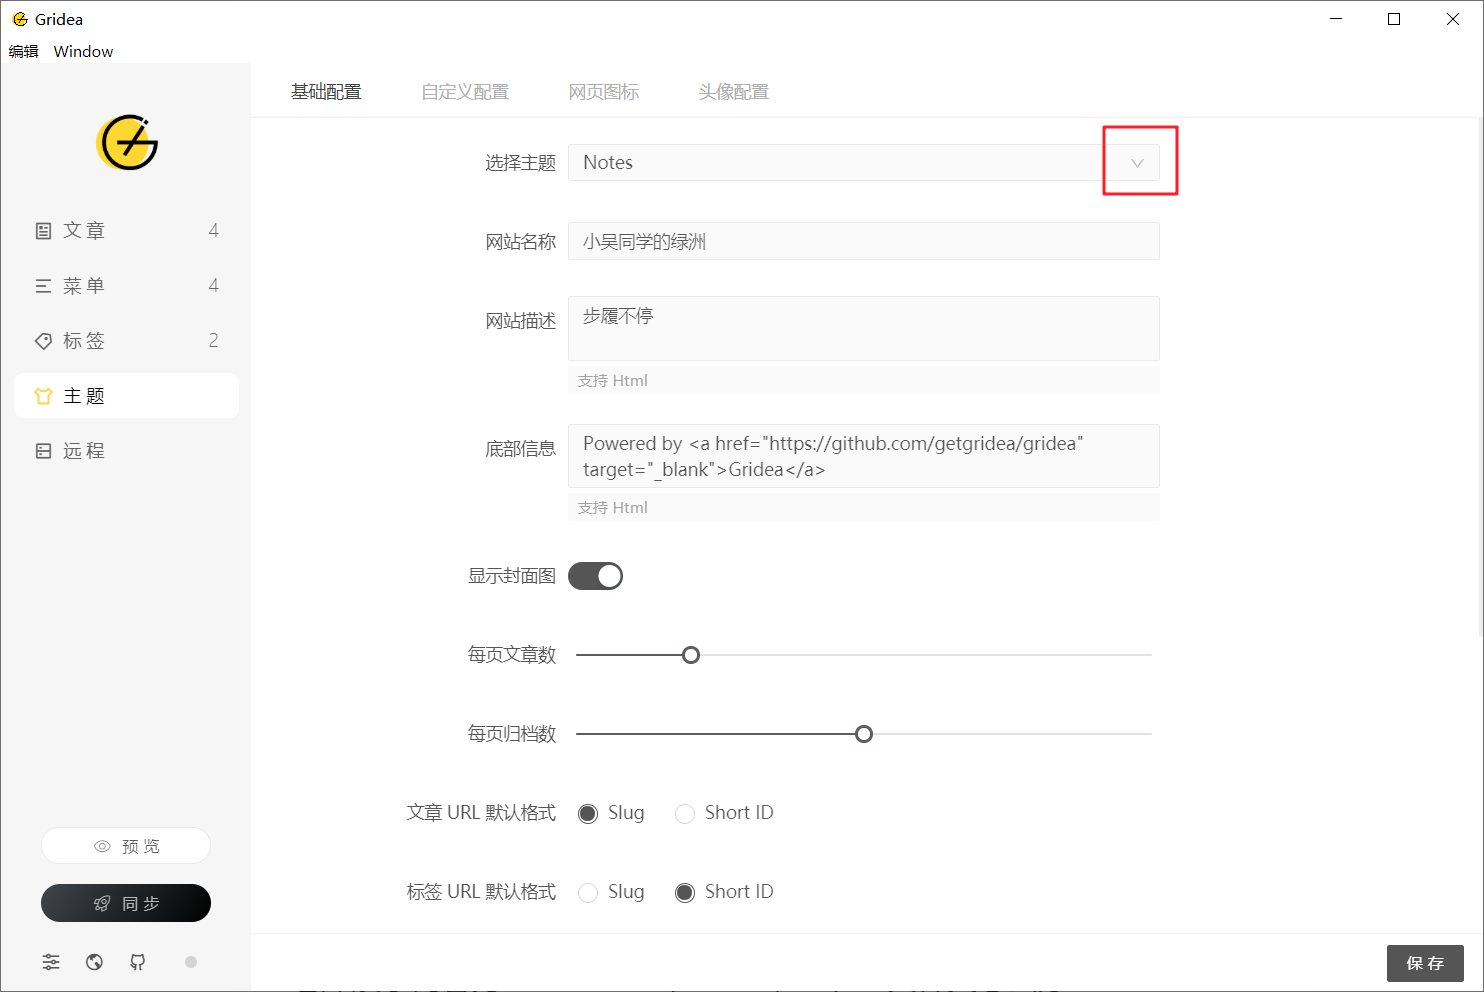 Gridea
编辑 Window
基础配置 自定义配置 网页图标 头像配置
选择主题 Notes
网站名称 小吴同学的绿洲
网站描述 步履不停
支持 Html
底部信息 Powered by <a href="https://github.com/getgridea/gridea"
target="_blank">Gridea</a>
支持 Html
显示封面图
每页文章数
每页归档数
文章 URL 默认格式 Slug Short ID
标签 URL 默认格式 Slug Short ID
文章 4
菜单 4
标签 2
主题
远程
预览
同步
保存